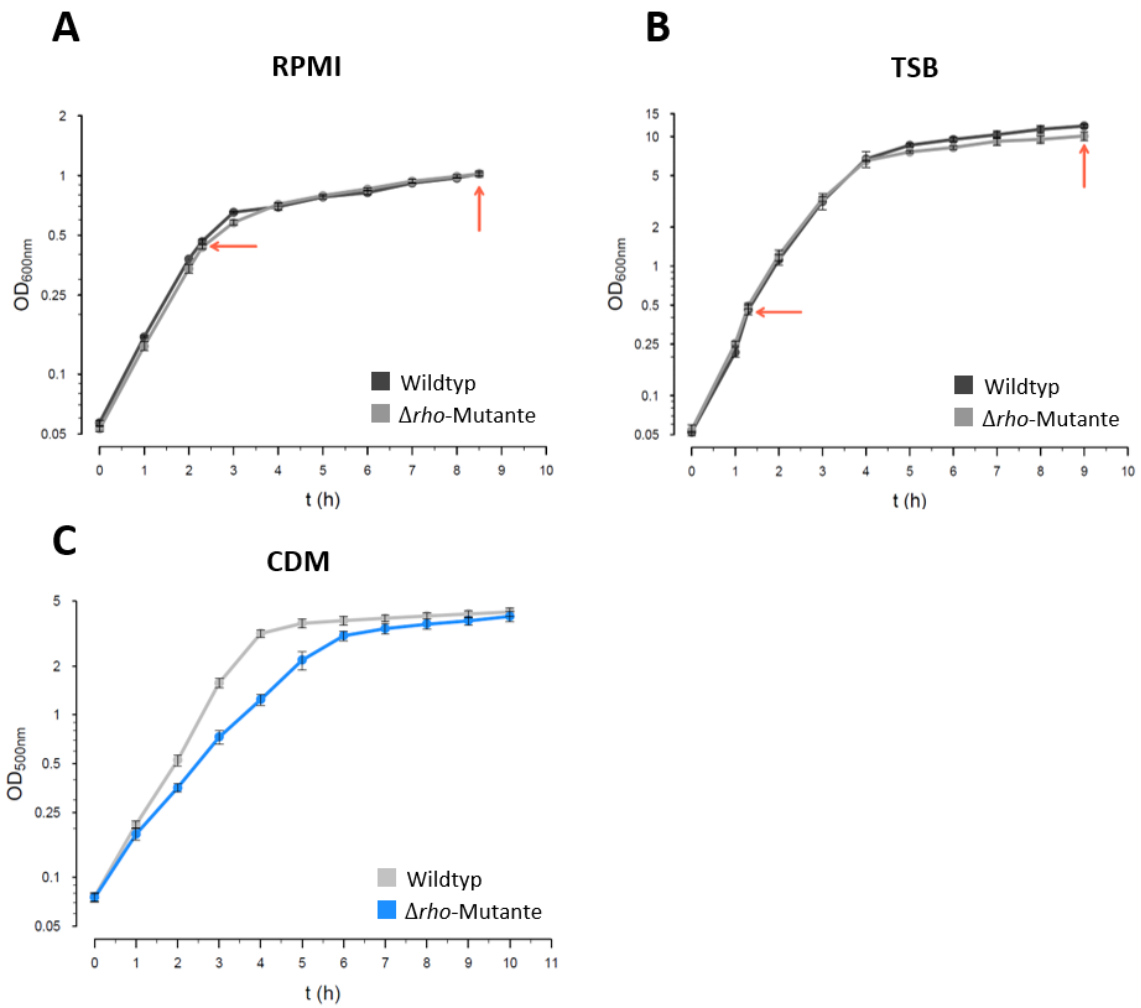 A
RPMI
2
1
0.5
0.25
0.1
0.05
OD600nm
0 1 2 3 4 5 6 7 8 9 10
t (h)
Wildtyp
Δrho-Mutante
B
TSB
15
10
5
2
1
0.5
0.25
0.1
0.05
OD600nm
0 1 2 3 4 5 6 7 8 9 10
t (h)
Wildtyp
Δrho-Mutante
C
CDM
5
2
1
0.5
0.25
0.1
0.05
OD500nm
0 1 2 3 4 5 6 7 8 9 10 11
t (h)
Wildtyp
Δrho-Mutante